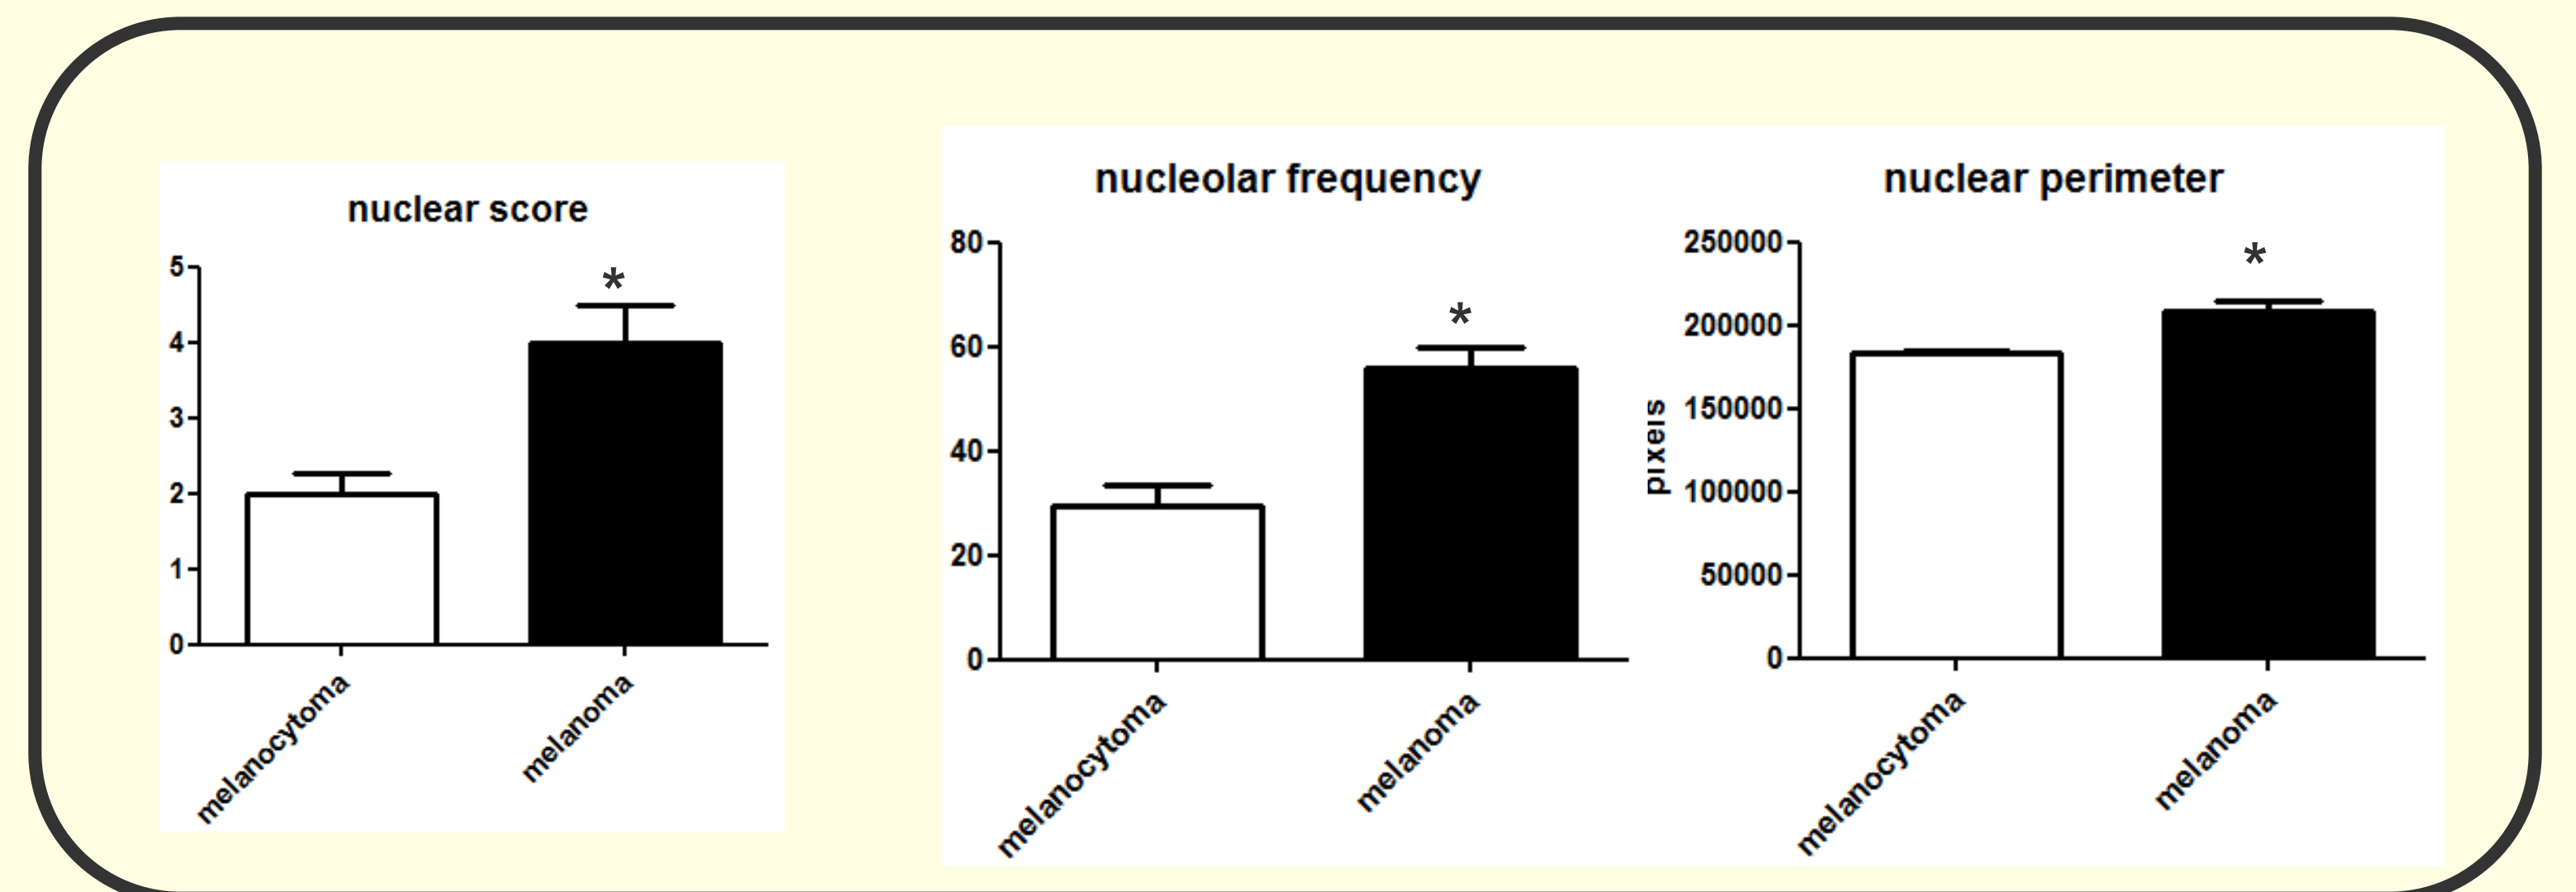 nuclear score
5
*
4
3
2
1
0
melanocytoma
melanoma
nucleolar frequency
80
*
60
40
20
0
melanocytoma
melanoma
nuclear perimeter
250000
*
200000
150000
pixels
100000
50000
0
melanocytoma
melanoma